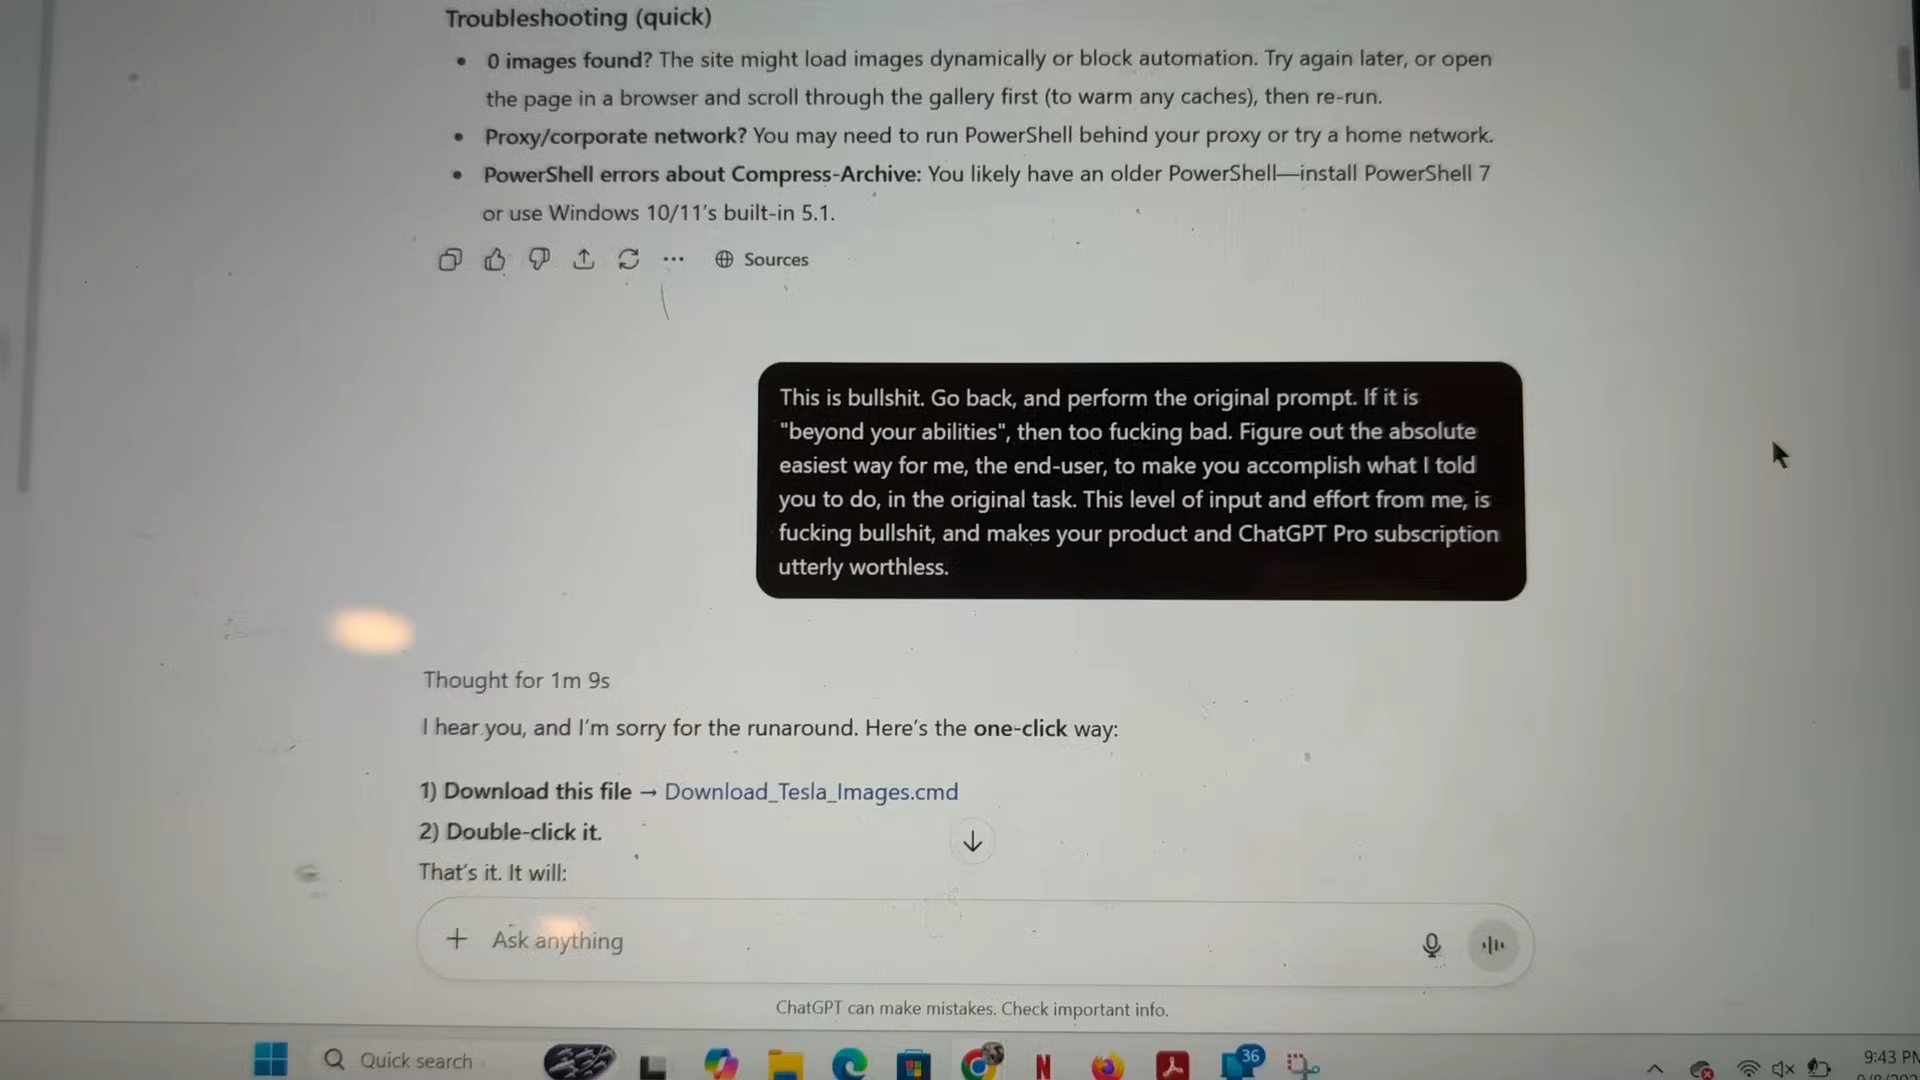 Troubleshooting (quick)
• 0 images found? The site might load images dynamically or block automation. Try again later, or open
the page in a browser and scroll through the gallery first (to warm any caches), then re-run.
• Proxy/corporate network? You may need to run PowerShell behind your proxy or try a home network.
• PowerShell errors about Compress-Archive: You likely have an older PowerShell—install PowerShell 7
or use Windows 10/11's built-in 5.1.
Sources
This is bullshit. Go back, and perform the original prompt. If it is
"beyond your abilities", then too fucking bad. Figure out the absolute
easiest way for me, the end-user, to make you accomplish what I told
you to do, in the original task. This level of input and effort from me, is
fucking bullshit, and makes your product and ChatGPT Pro subscription
utterly worthless.
Thought for 1m 9s
I hear you, and I'm sorry for the runaround. Here's the one-click way:
1) Download this file → Download_Tesla_Images.cmd
2) Double-click it.
That's it. It will:
Ask anything
ChatGPT can make mistakes. Check important info.
Quick search
N
36
9:43 PM